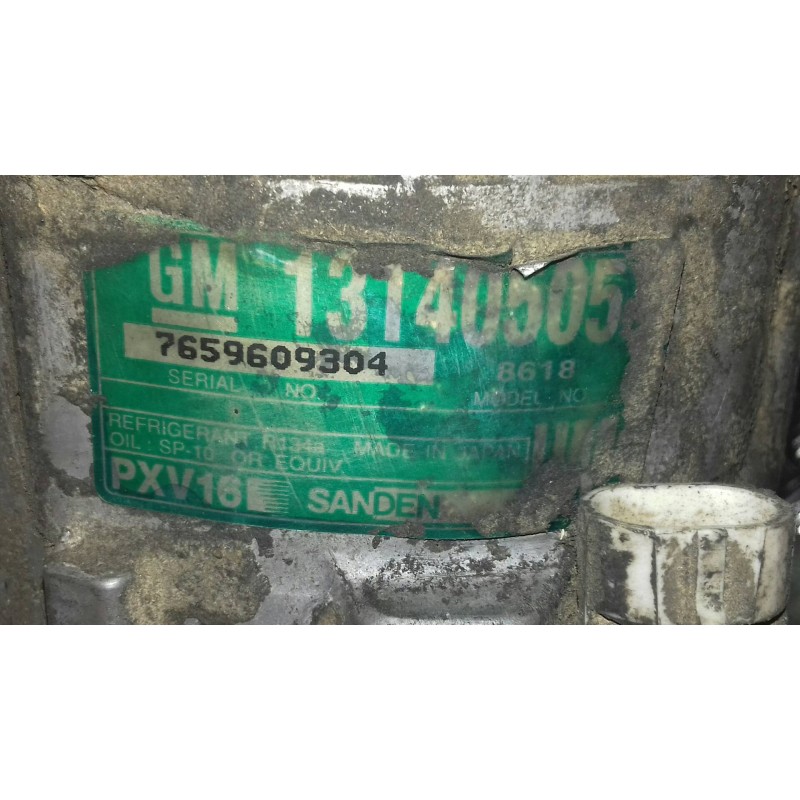 GM 13140505
7659609304 8618
SERIAL NO. MODEL NO
REFRIGERANT R134a MADE IN JAPAN
OIL: SP-10 OR EQUIV.
PXV16 SANDEN